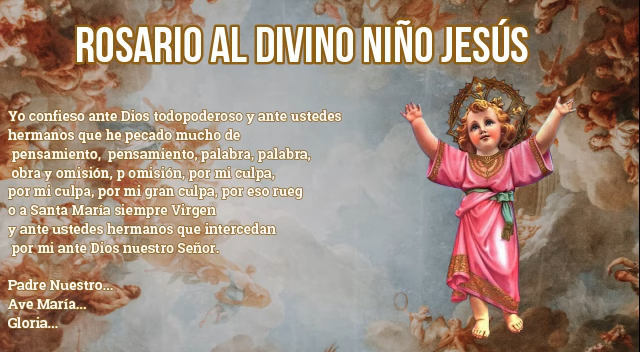 ROSARIO AL DIVINO NIÑO JESÚS
Yo confieso ante Dios todopoderoso y ante ustedes
hermanos que he pecado mucho de
pensamiento, pensamiento, palabra, palabra,
obra y omisión, p omisión, por mi culpa,
por mi culpa, por mi gran culpa, por eso rueg
o a Santa María siempre Virgen
y ante ustedes hermanos que intercedan
por mi ante Dios nuestro Señor.
Padre Nuestro...
Ave María...
Gloria...